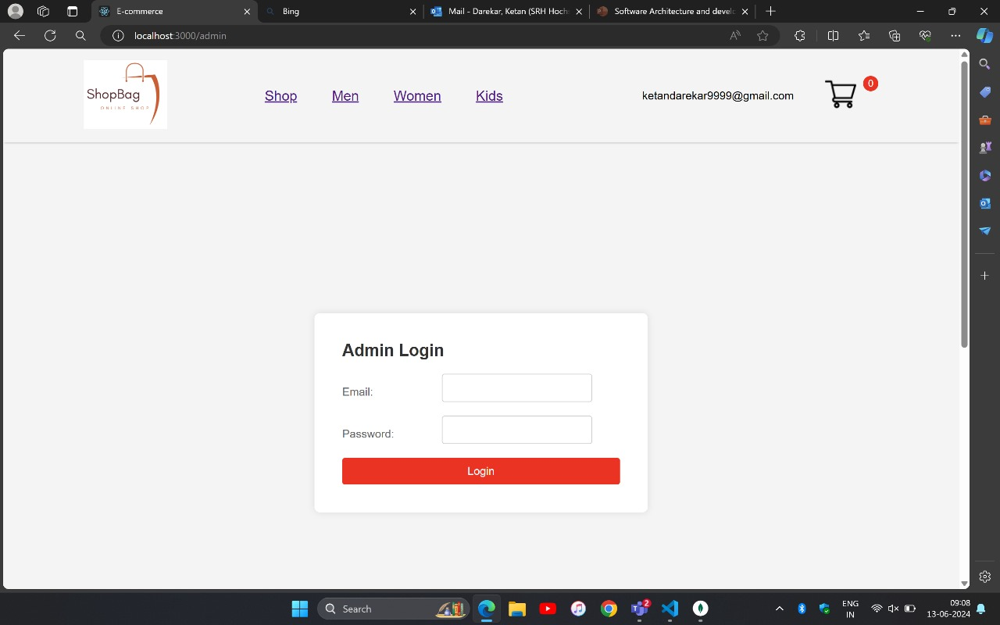 E-commerce
Bing
Mail - Darekar, Ketan (SRH Hoch
Software Architecture and devel
localhost:3000/admin
ShopBag
ONLINE SHOP
Shop
Men
Women
Kids
ketandarekar9999@gmail.com
0
Admin Login
Email:
Password:
Login
Search
2
ENG
IN
09:08
13-06-2024